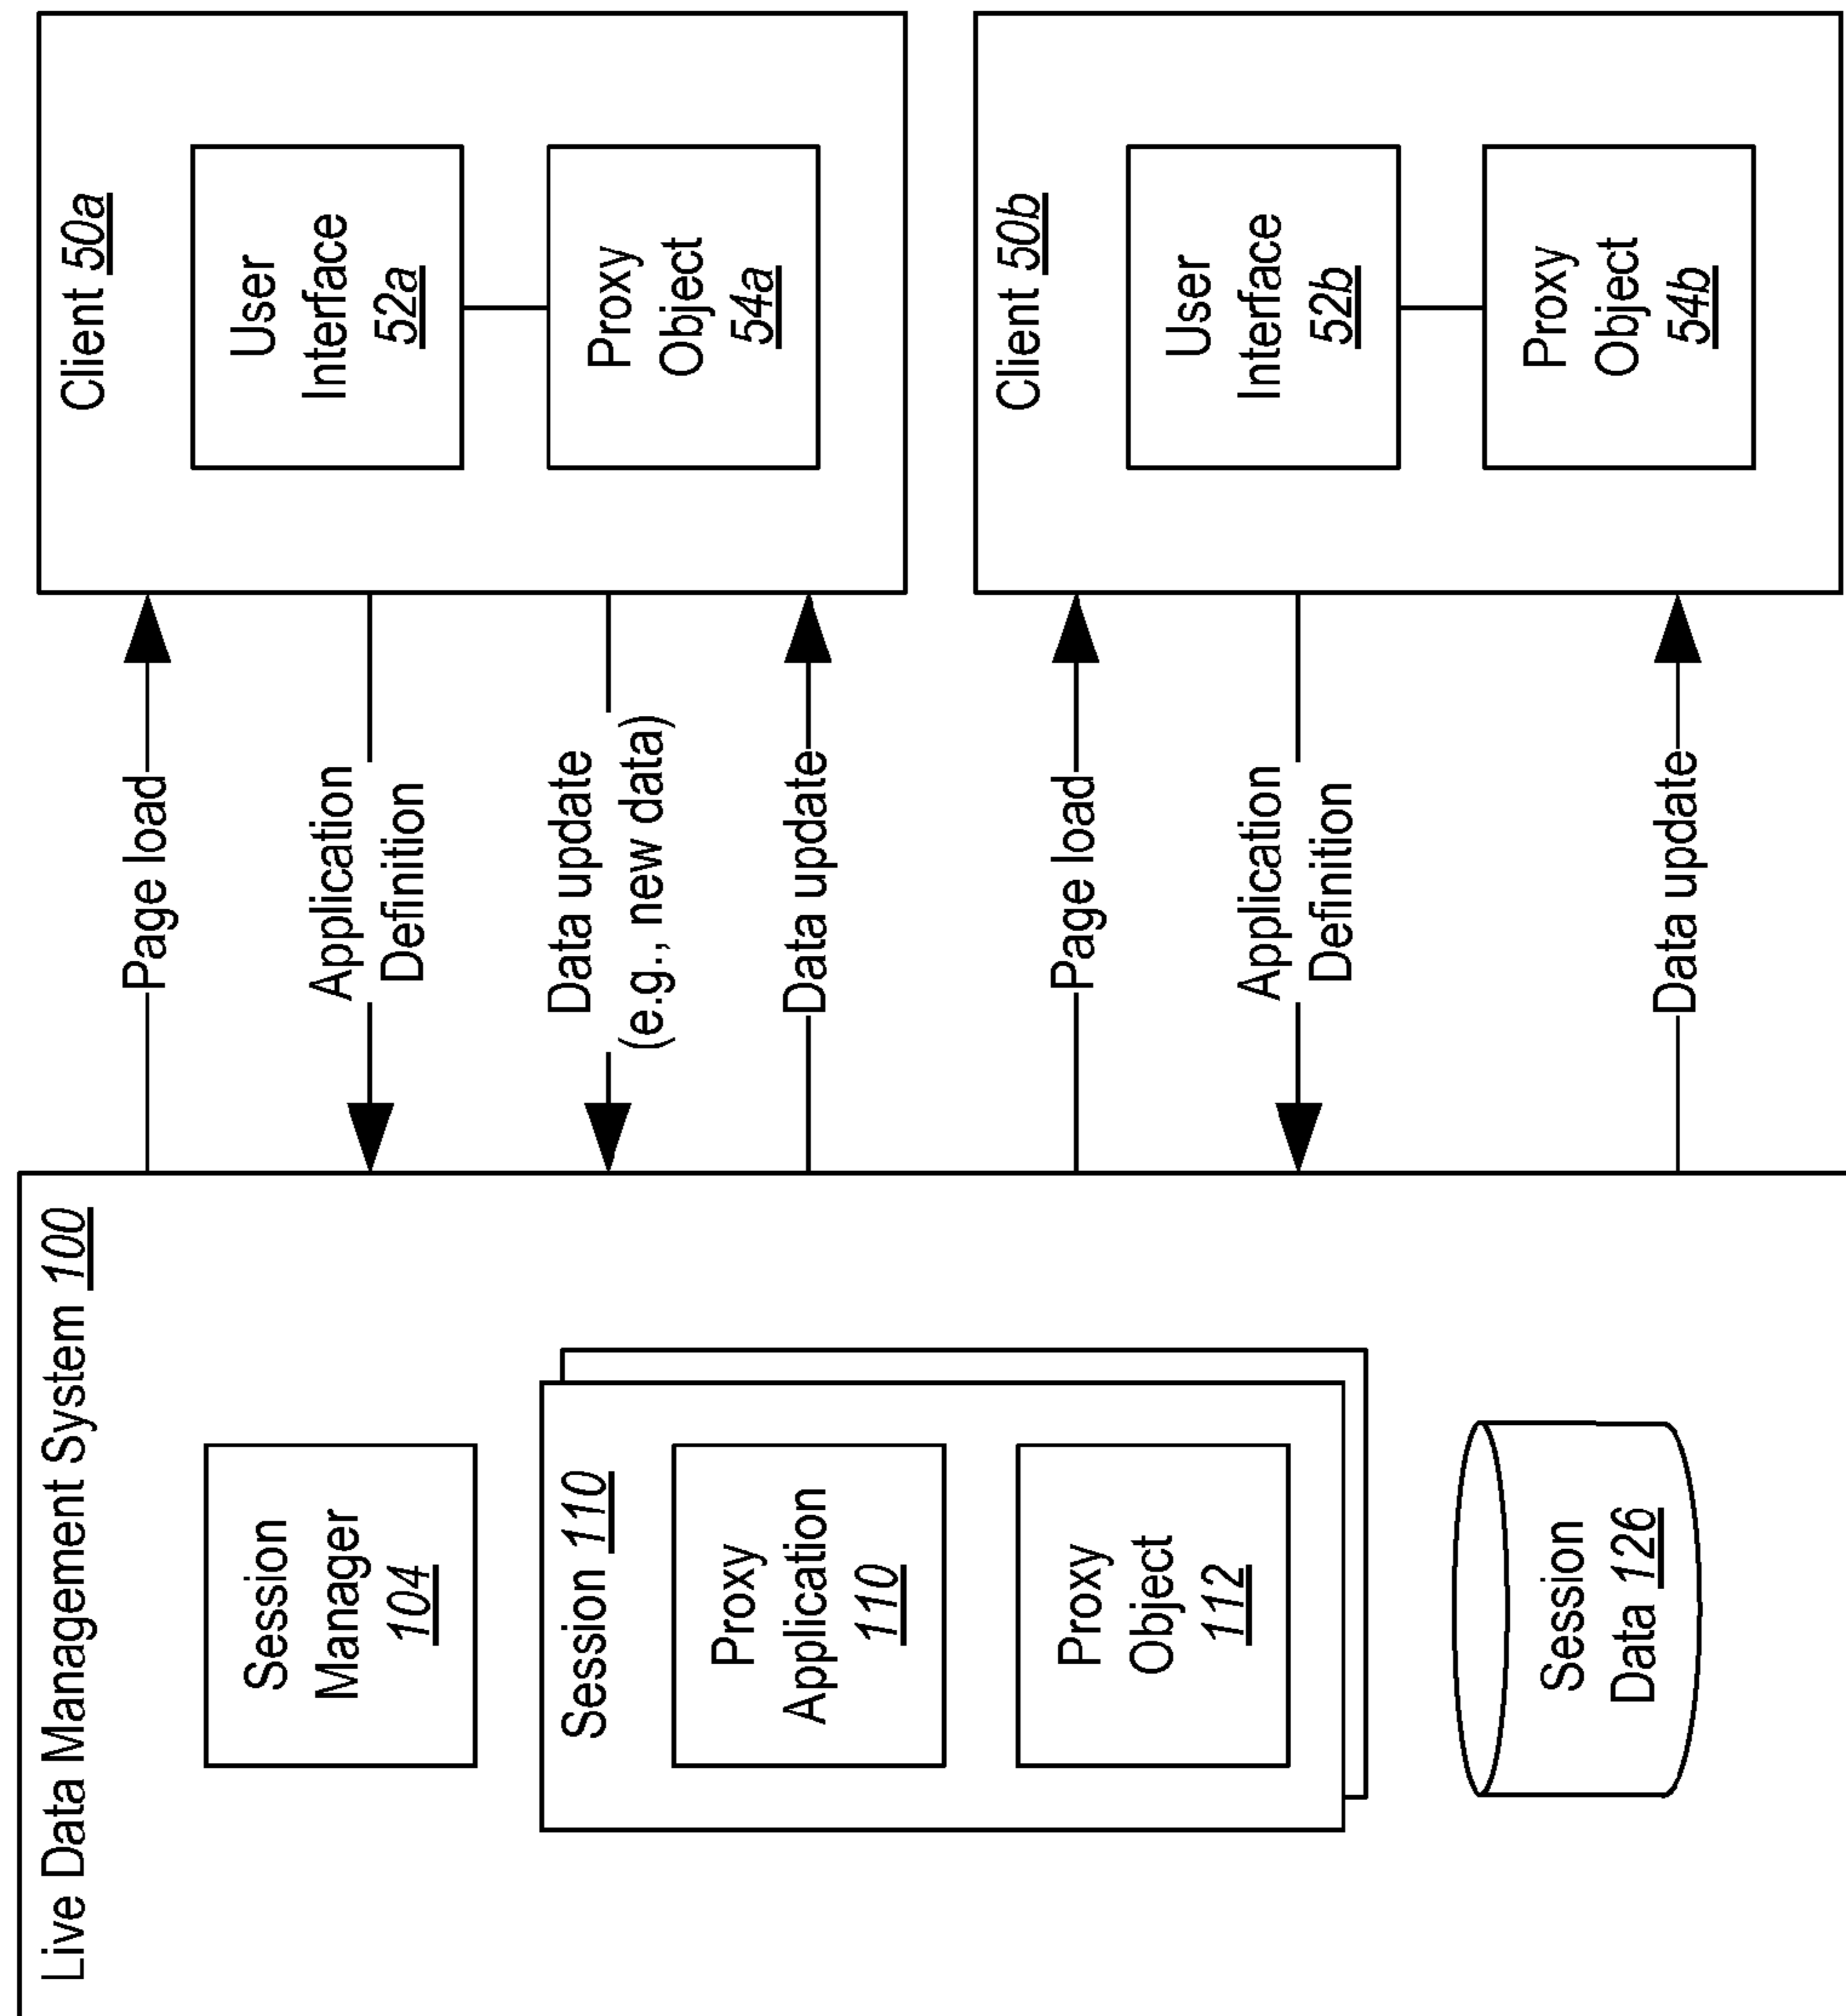 Live Data Management System 100
Session
Manager
104
Session 110
Proxy
Application
110
Proxy
Object
112
Session
Data 126
Page load
Application
Definition
Data update
(e.g., new data)
Data update
Page load
Application
Definition
Data update
Client 50a
User
Interface
52a
Proxy
Object
54a
Client 50b
User
Interface
52b
Proxy
Object
54b